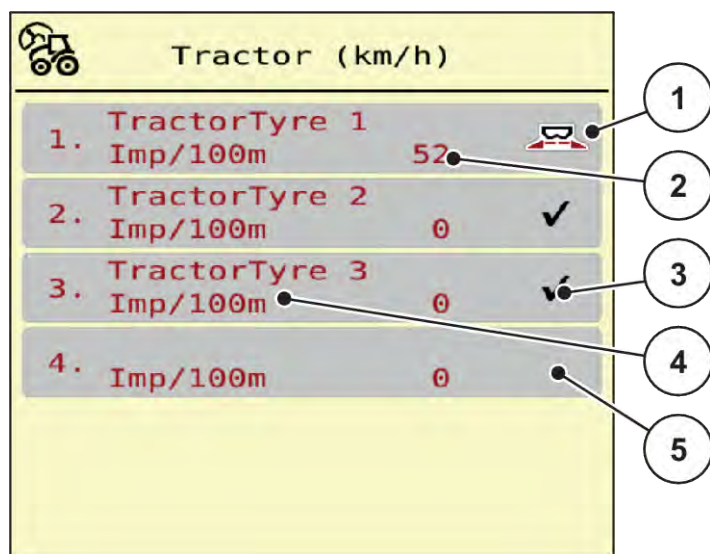 Tractor (km/h)
1. TractorTyre 1
Imp/100m 52
2. TractorTyre 2
Imp/100m 0
3. TractorTyre 3
Imp/100m 0
4.
Imp/100m 0
1
2
3
4
5